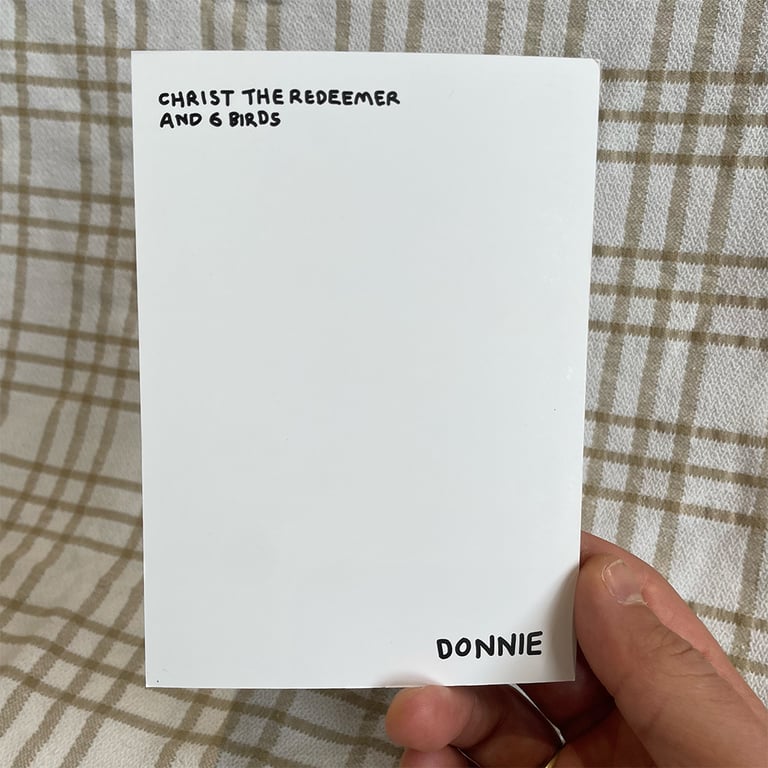 CHRIST THE REDEEMER
AND 6 BIRDS
DONNIE